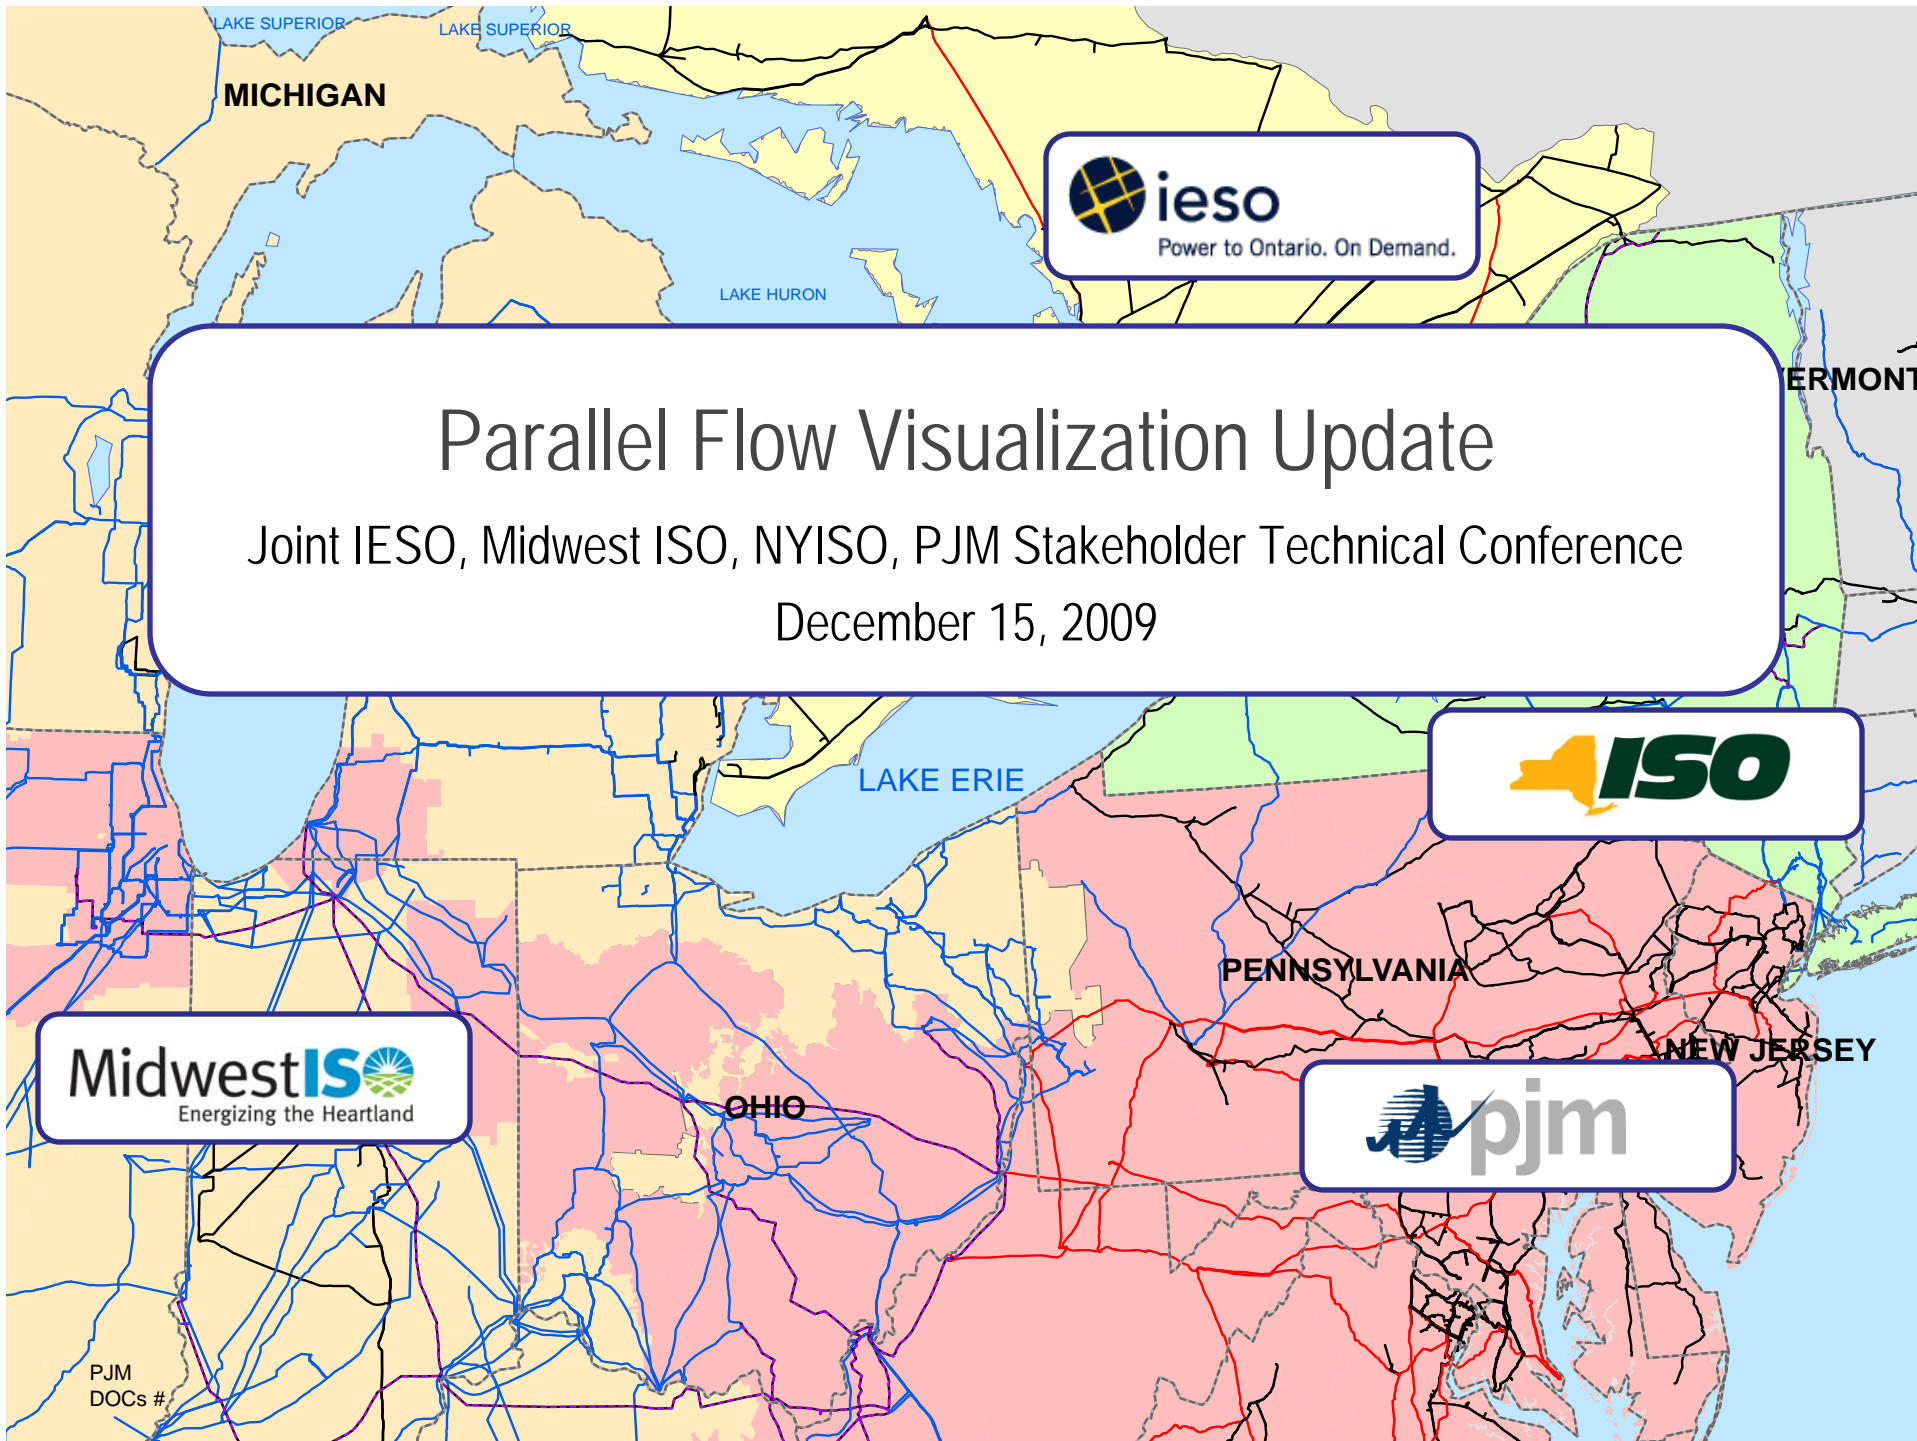 LAKE SUPERIOR
LAKE SUPERIOR
MICHIGAN
ieso
Power to Ontario. On Demand.
LAKE HURON
ERMONT
Parallel Flow Visualization Update
Joint IESO, Midwest ISO, NYISO, PJM Stakeholder Technical Conference
December 15, 2009
ISO
LAKE ERIE
PENNSYLVANIA
MidwestISO
Energizing the Heartland
NEW JERSEY
OHIO
pjm
PJM
DOCs #